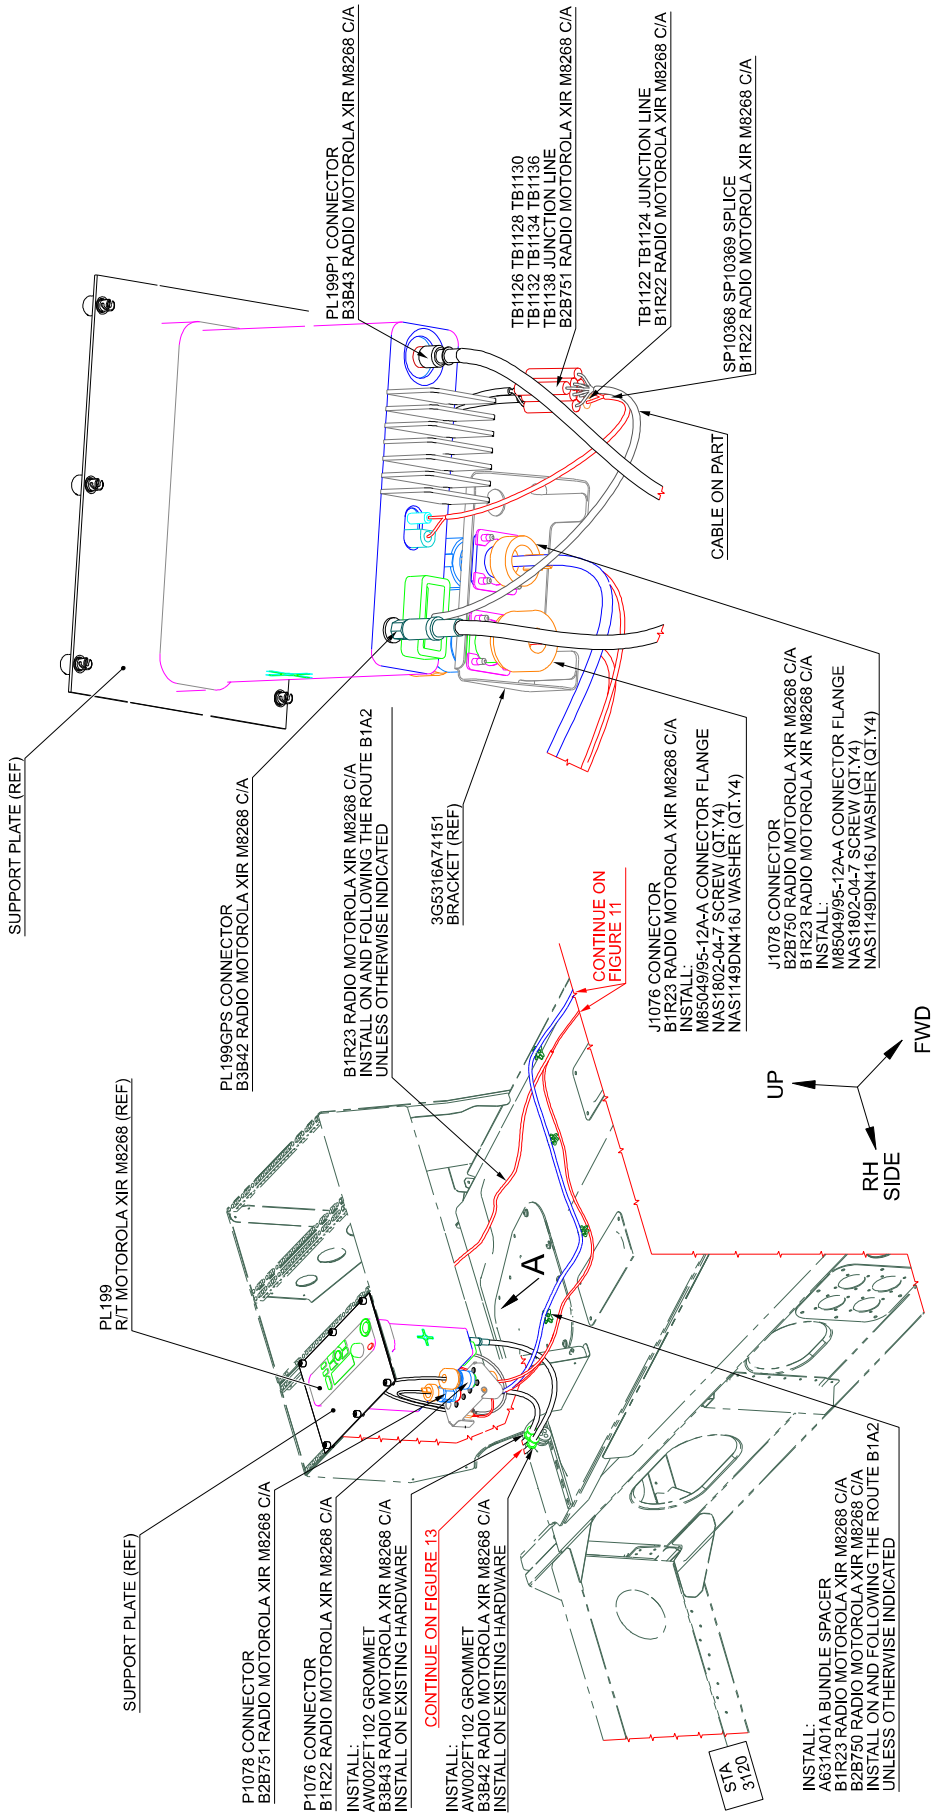 SUPPORT PLATE (REF)
PL199
R/T MOTOROLA XIR M8268 (REF)
P1078 CONNECTOR
B2B751 RADIO MOTOROLA XIR M8268 C/A
P1076 CONNECTOR
B1R22 RADIO MOTOROLA XIR M8268 C/A
INSTALL:
AW002FT102 GROMMET
B3B43 RADIO MOTOROLA XIR M8268 C/A
INSTALL ON EXISTING HARDWARE
CONTINUE ON FIGURE 13
INSTALL:
AW002FT102 GROMMET
B3B42 RADIO MOTOROLA XIR M8268 C/A
INSTALL ON EXISTING HARDWARE
STA
3120
INSTALL:
A631A01A BUNDLE SPACER
B1R23 RADIO MOTOROLA XIR M8268 C/A
B2B750 RADIO MOTOROLA XIR M8268 C/A
INSTALL ON AND FOLLOWING THE ROUTE B1A2
UNLESS OTHERWISE INDICATED
A
B1R23 RADIO MOTOROLA XIR M8268 C/A
INSTALL ON AND FOLLOWING THE ROUTE B1A2
UNLESS OTHERWISE INDICATED
CONTINUE ON
FIGURE 11
UP
RH
SIDE
FWD
SUPPORT PLATE (REF)
PL199GPS CONNECTOR
B3B42 RADIO MOTOROLA XIR M8268 C/A
3G5316A74151
BRACKET (REF)
J1076 CONNECTOR
B1R23 RADIO MOTOROLA XIR M8268 C/A
INSTALL:
M85049/95-12A-A CONNECTOR FLANGE
NAS1802-04-7 SCREW (QT.Y4)
NAS1149DN416J WASHER (QT.Y4)
J1078 CONNECTOR
B2B750 RADIO MOTOROLA XIR M8268 C/A
B1R23 RADIO MOTOROLA XIR M8268 C/A
INSTALL:
M85049/95-12A-A CONNECTOR FLANGE
NAS1802-04-7 SCREW (QT.Y4)
NAS1149DN416J WASHER (QT.Y4)
PL199P1 CONNECTOR
B3B43 RADIO MOTOROLA XIR M8268 C/A
TB1126 TB1128 TB1130
TB1132 TB1134 TB1136
TB1138 JUNCTION LINE
B2B751 RADIO MOTOROLA XIR M8268 C/A
TB1122 TB1124 JUNCTION LINE
B1R22 RADIO MOTOROLA XIR M8268 C/A
SP10368 SP10369 SPLICE
B1R22 RADIO MOTOROLA XIR M8268 C/A
CABLE ON PART